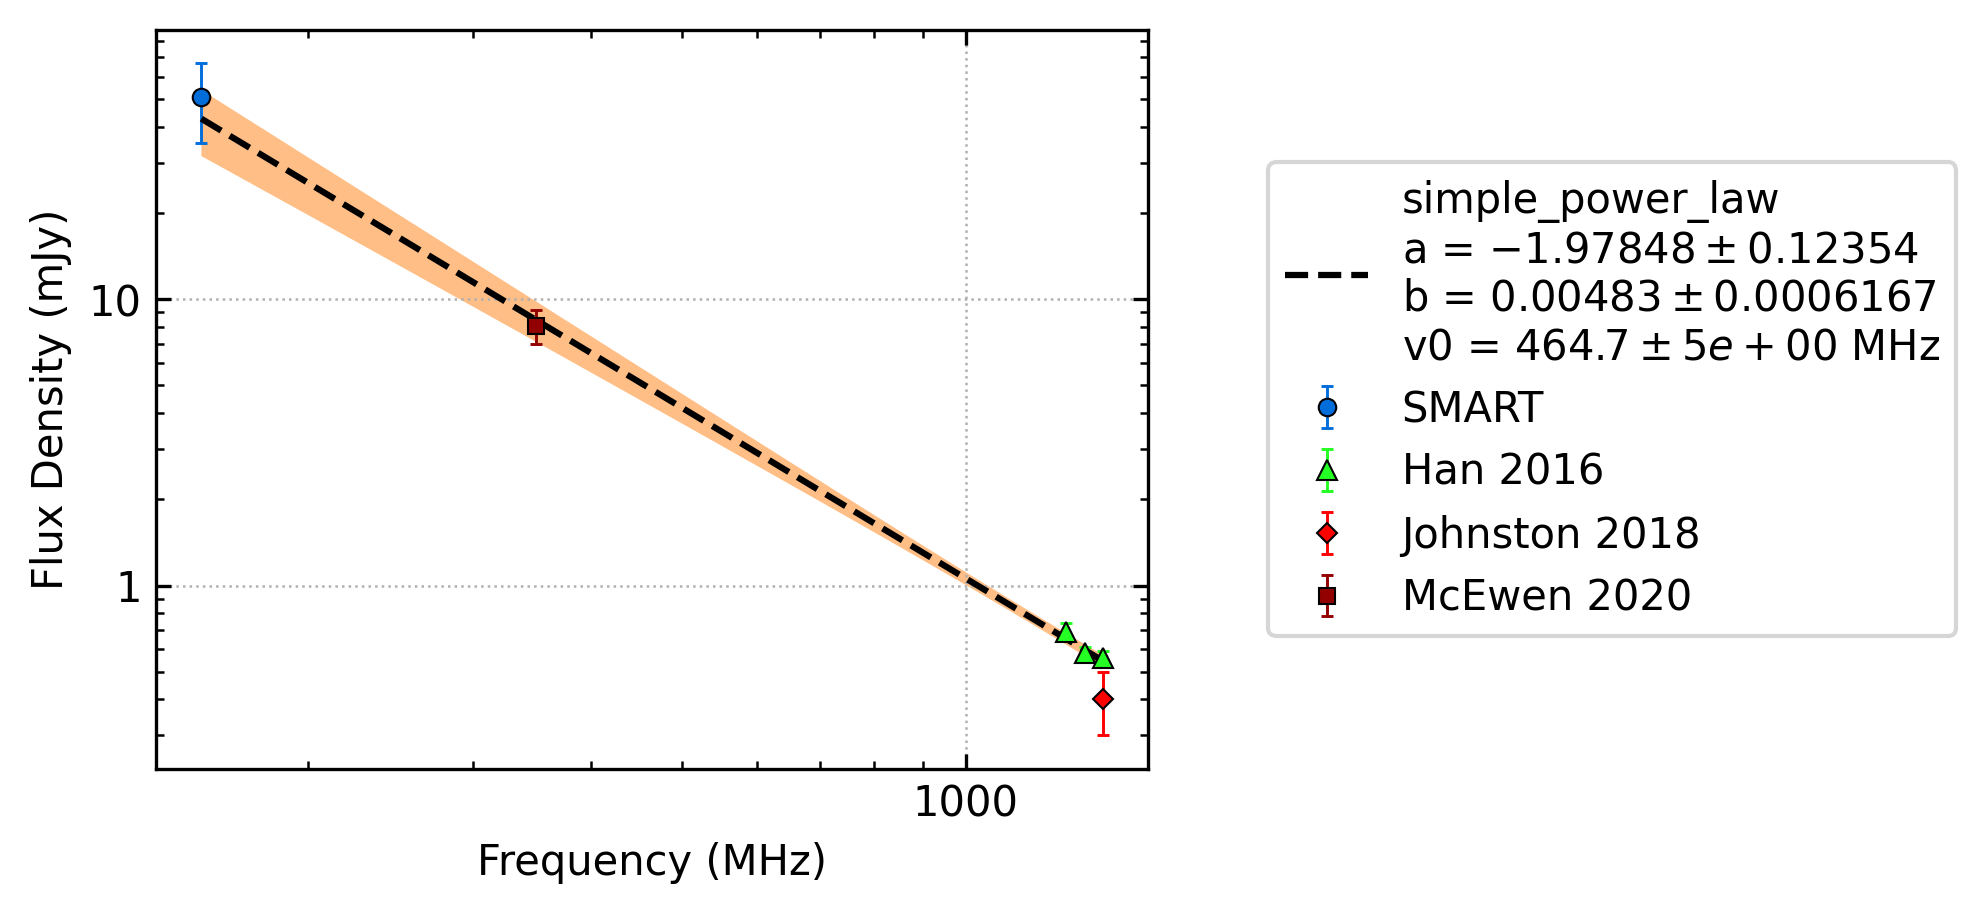 Flux Density (mJy)
10
1
1000
Frequency (MHz)
simple_power_law
a = −1.97848 ± 0.12354
b = 0.00483 ± 0.0006167
v0 = 464.7 ± 5e + 00 MHz
SMART
Han 2016
Johnston 2018
McEwen 2020